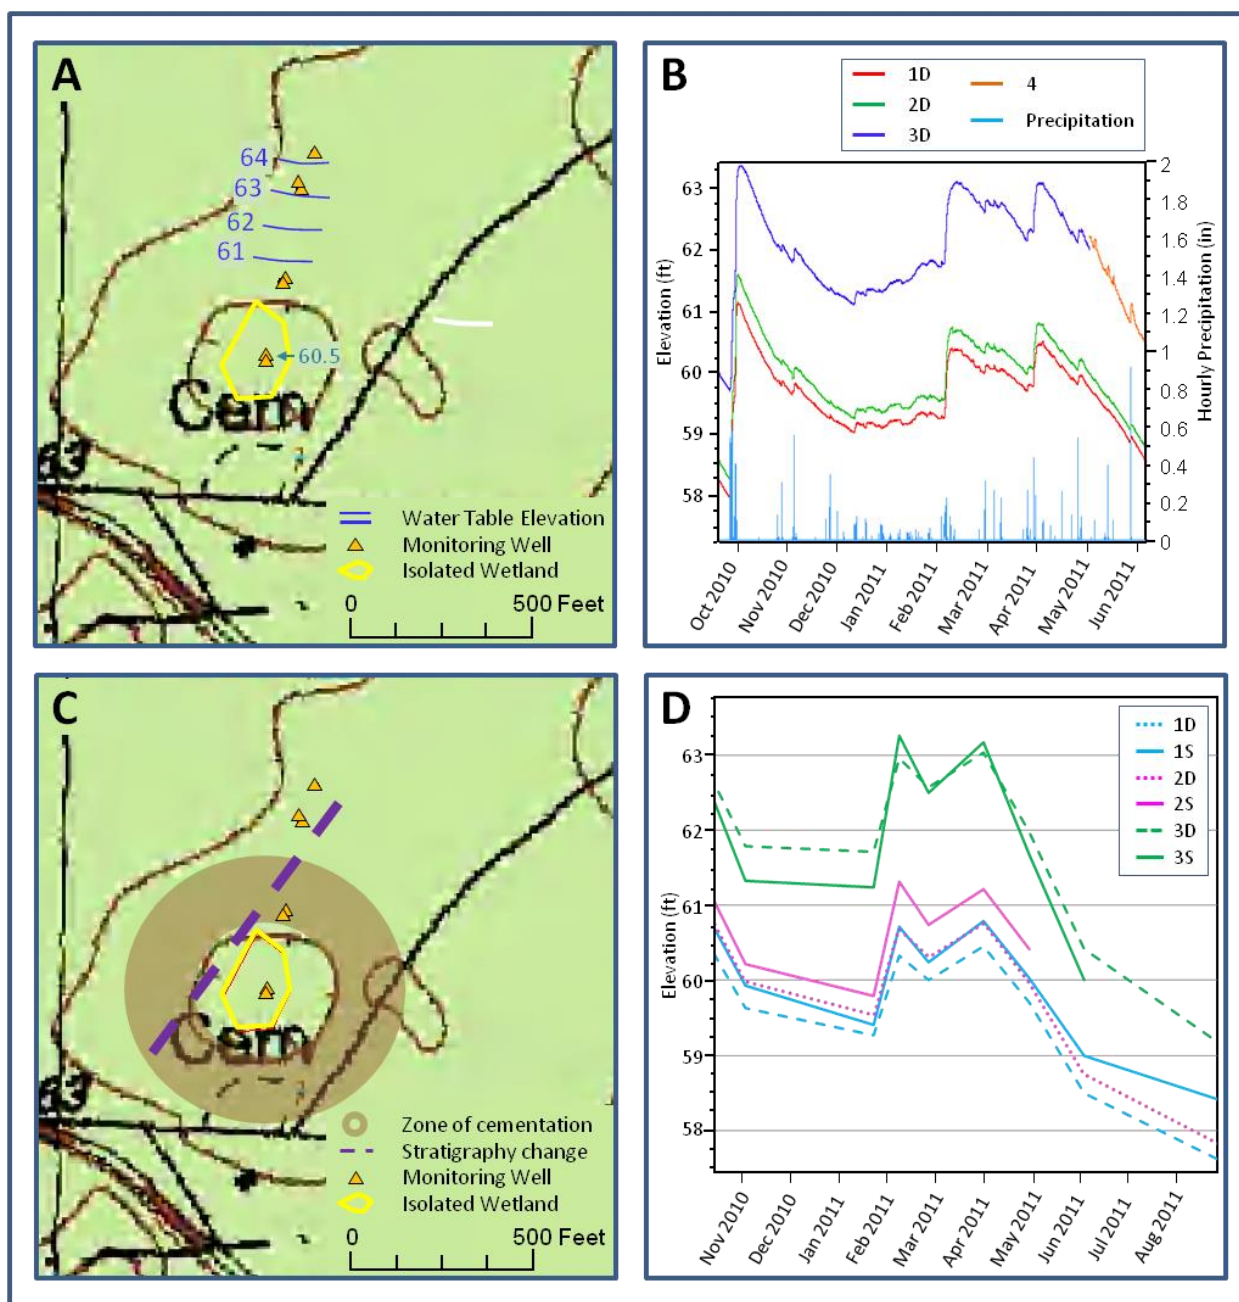 A
64
63
62
61
60.5
Cem
63
Water Table Elevation
Monitoring Well
Isolated Wetland
0 500 Feet
B
1D
2D
3D
4
Precipitation
Elevation (ft)
63
62
61
60
59
58
Hourly Precipitation (in)
2
1.8
1.6
1.4
1.2
1
0.8
0.6
0.4
0.2
0
Oct 2010
Nov 2010
Dec 2010
Jan 2011
Feb 2011
Mar 2011
Apr 2011
May 2011
Jun 2011
C
Cem
63
Zone of cementation
Stratigraphy change
Monitoring Well
Isolated Wetland
0 500 Feet
D
1D
1S
2D
2S
3D
3S
Elevation (ft)
63
62
61
60
59
58
Nov 2010
Dec 2010
Jan 2011
Feb 2011
Mar 2011
Apr 2011
May 2011
Jun 2011
Jul 2011
Aug 2011